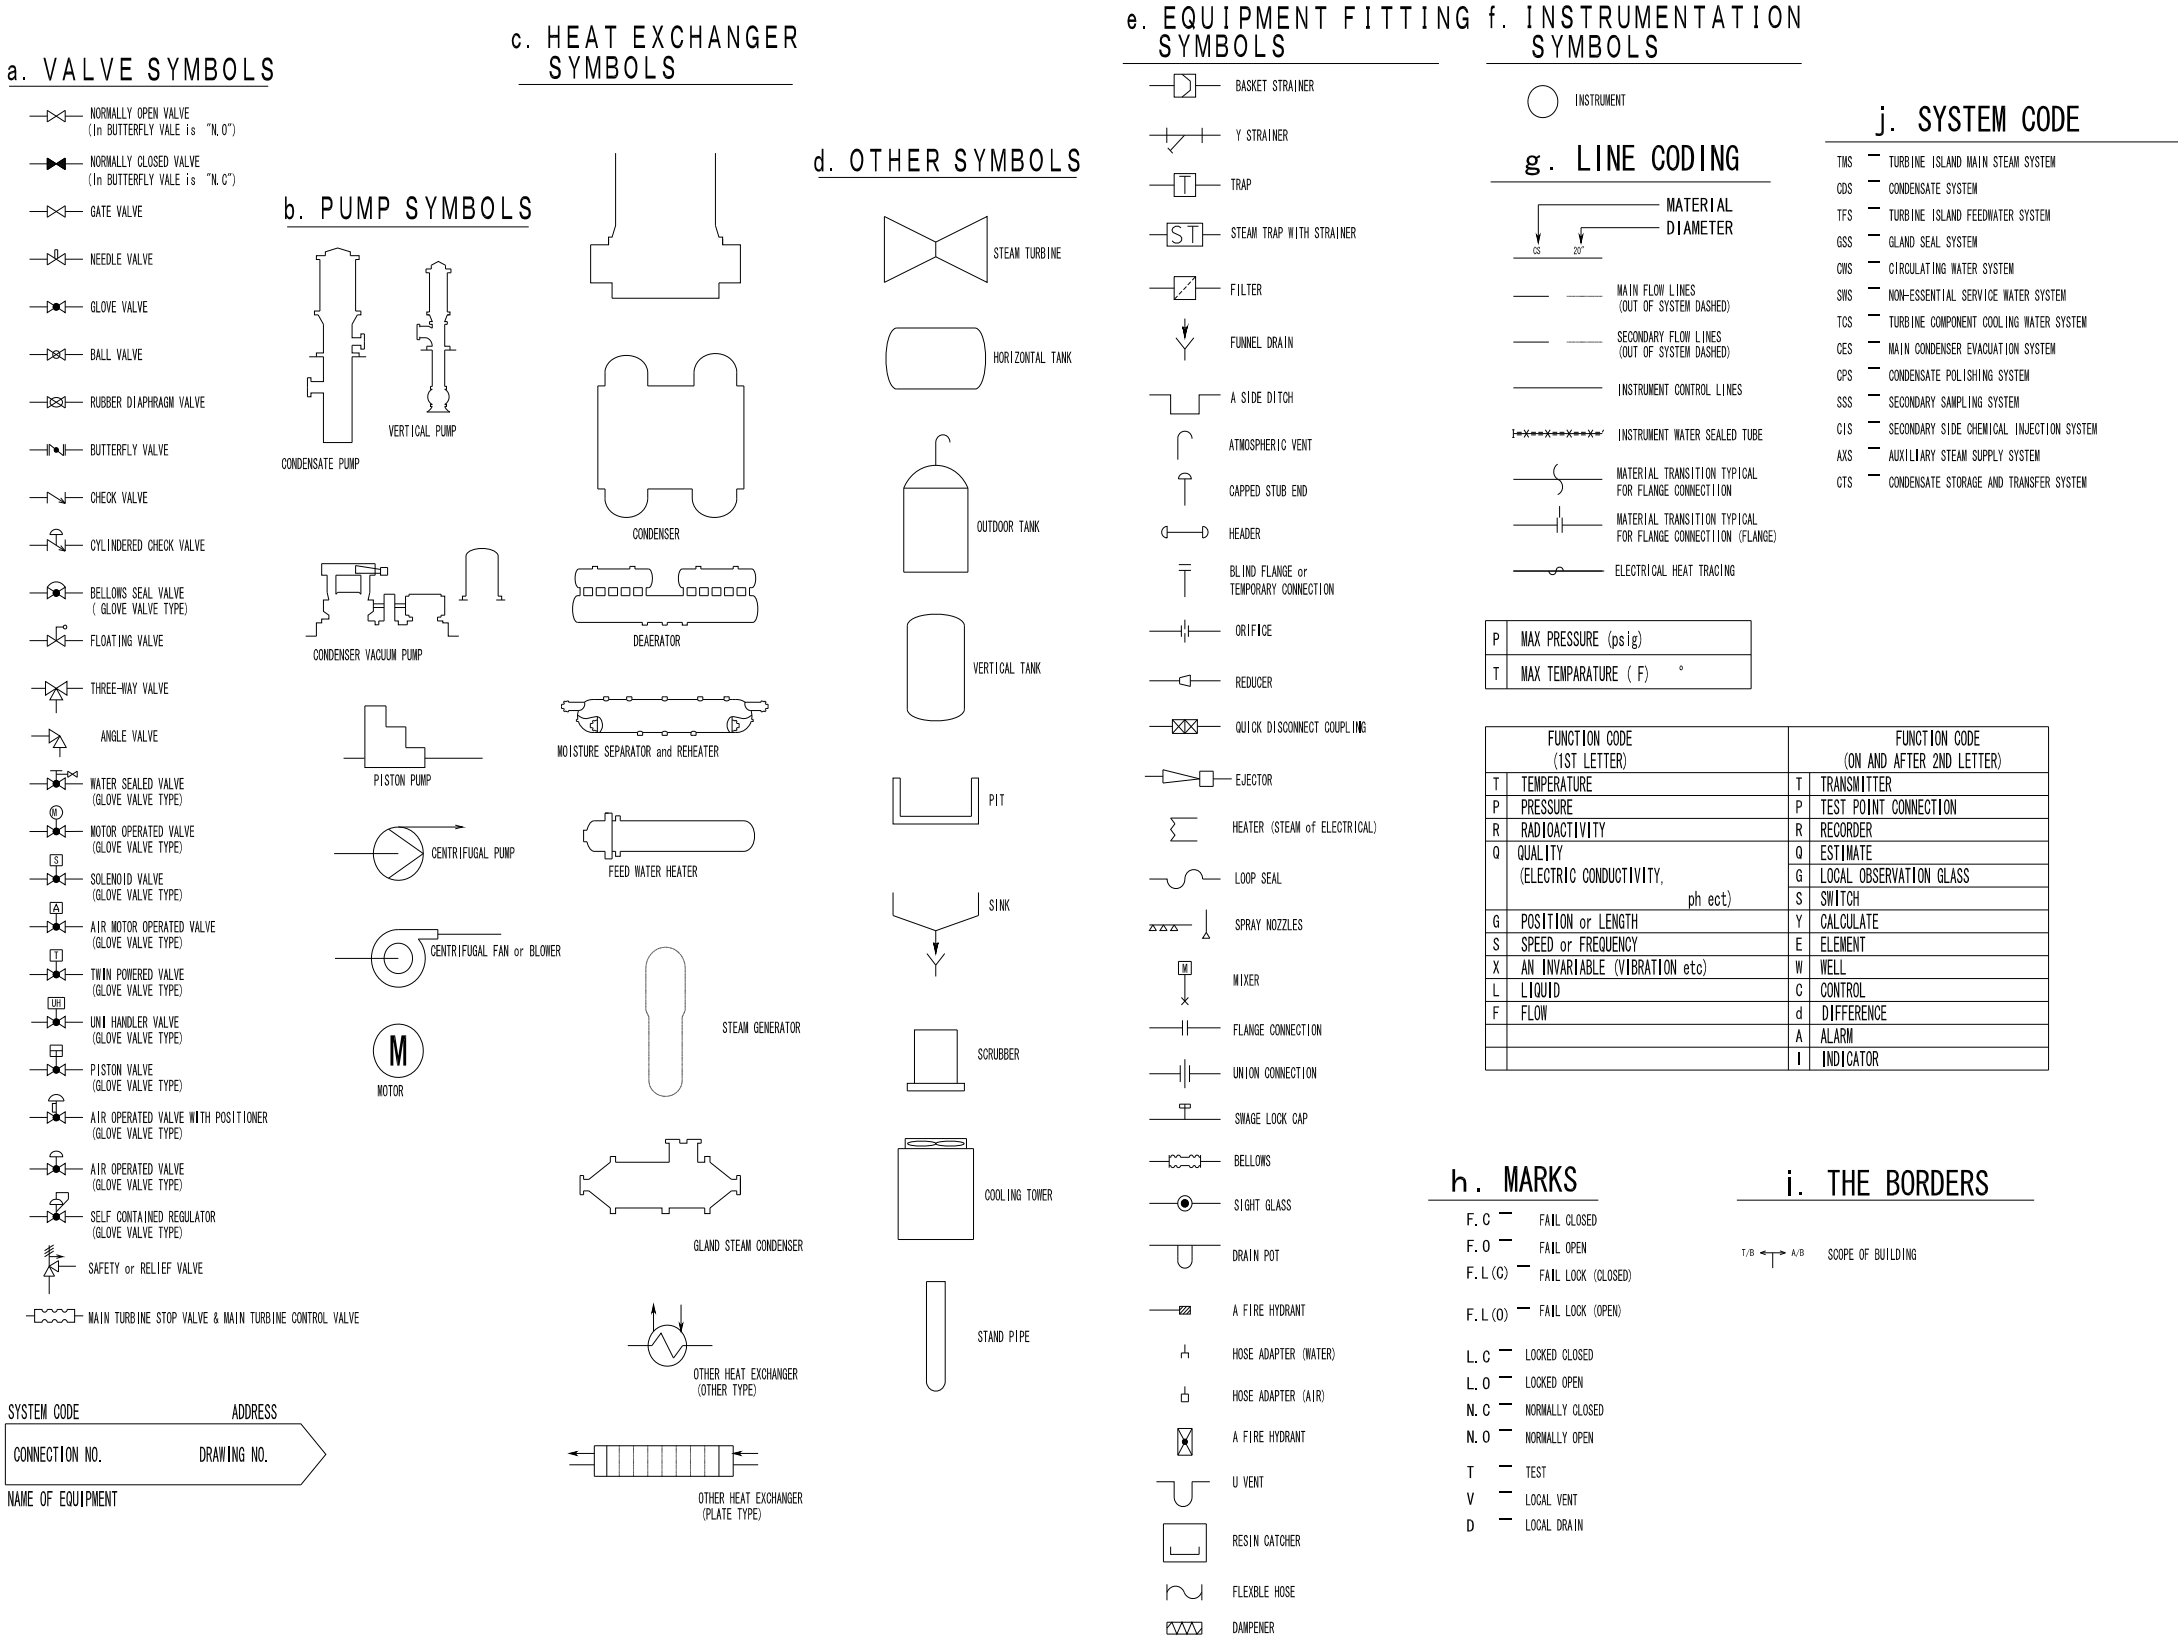 a. VALVE SYMBOLS
NORMALLY OPEN VALVE
(In BUTTERFLY VALE is "N.O")
NORMALLY CLOSED VALVE
(In BUTTERFLY VALE is "N.C")
GATE VALVE
NEEDLE VALVE
GLOVE VALVE
BALL VALVE
RUBBER DIAPHRAGM VALVE
BUTTERFLY VALVE
CHECK VALVE
CYLINDERED CHECK VALVE
BELLOWS SEAL VALVE
( GLOVE VALVE TYPE)
FLOATING VALVE
THREE-WAY VALVE
ANGLE VALVE
WATER SEALED VALVE
(GLOVE VALVE TYPE)
M
MOTOR OPERATED VALVE
(GLOVE VALVE TYPE)
S
SOLENOID VALVE
(GLOVE VALVE TYPE)
A
AIR MOTOR OPERATED VALVE
(GLOVE VALVE TYPE)
T
TWIN POWERED VALVE
(GLOVE VALVE TYPE)
UH
UNI HANDLER VALVE
(GLOVE VALVE TYPE)
PISTON VALVE
(GLOVE VALVE TYPE)
AIR OPERATED VALVE WITH POSITIONER
(GLOVE VALVE TYPE)
AIR OPERATED VALVE
(GLOVE VALVE TYPE)
SELF CONTAINED REGULATOR
(GLOVE VALVE TYPE)
SAFETY or RELIEF VALVE
MAIN TURBINE STOP VALVE & MAIN TURBINE CONTROL VALVE
SYSTEM CODE ADDRESS
CONNECTION NO. DRAWING NO.
NAME OF EQUIPMENT
b. PUMP SYMBOLS
CONDENSATE PUMP
VERTICAL PUMP
CONDENSER VACUUM PUMP
PISTON PUMP
CENTRIFUGAL PUMP
CENTRIFUGAL FAN or BLOWER
M
MOTOR
c. HEAT EXCHANGER
SYMBOLS
CONDENSER
DEAERATOR
MOISTURE SEPARATOR and REHEATER
FEED WATER HEATER
STEAM GENERATOR
GLAND STEAM CONDENSER
OTHER HEAT EXCHANGER
(OTHER TYPE)
OTHER HEAT EXCHANGER
(PLATE TYPE)
d. OTHER SYMBOLS
STEAM TURBINE
HORIZONTAL TANK
OUTDOOR TANK
VERTICAL TANK
PIT
SINK
SCRUBBER
COOLING TOWER
STAND PIPE
e. EQUIPMENT FITTING
SYMBOLS
BASKET STRAINER
Y STRAINER
T
TRAP
ST
STEAM TRAP WITH STRAINER
FILTER
FUNNEL DRAIN
A SIDE DITCH
ATMOSPHERIC VENT
CAPPED STUB END
HEADER
BLIND FLANGE or
TEMPORARY CONNECTION
ORIFICE
REDUCER
QUICK DISCONNECT COUPLING
EJECTOR
HEATER (STEAM of ELECTRICAL)
LOOP SEAL
SPRAY NOZZLES
M
MIXER
FLANGE CONNECTION
UNION CONNECTION
SWAGE LOCK CAP
BELLOWS
SIGHT GLASS
DRAIN POT
A FIRE HYDRANT
HOSE ADAPTER (WATER)
HOSE ADAPTER (AIR)
A FIRE HYDRANT
U VENT
RESIN CATCHER
FLEXBLE HOSE
DAMPENER
f. INSTRUMENTATION
SYMBOLS
INSTRUMENT
g. LINE CODING
MATERIAL
DIAMETER
CS 20"
MAIN FLOW LINES
(OUT OF SYSTEM DASHED)
SECONDARY FLOW LINES
(OUT OF SYSTEM DASHED)
INSTRUMENT CONTROL LINES
INSTRUMENT WATER SEALED TUBE
MATERIAL TRANSITION TYPICAL
FOR FLANGE CONNECTIION
MATERIAL TRANSITION TYPICAL
FOR FLANGE CONNECTIION (FLANGE)
ELECTRICAL HEAT TRACING
P MAX PRESSURE (psig)
T MAX TEMPARATURE ( F) °
FUNCTION CODE
(1ST LETTER)
FUNCTION CODE
(ON AND AFTER 2ND LETTER)
T TEMPERATURE T TRANSMITTER
P PRESSURE P TEST POINT CONNECTION
R RADIOACTIVITY R RECORDER
Q QUALITY Q ESTIMATE
(ELECTRIC CONDUCTIVITY, G LOCAL OBSERVATION GLASS
ph ect) S SWITCH
G POSITION or LENGTH Y CALCULATE
S SPEED or FREQUENCY E ELEMENT
X AN INVARIABLE (VIBRATION etc) W WELL
L LIQUID C CONTROL
F FLOW d DIFFERENCE
A ALARM
I INDICATOR
h. MARKS
F.C — FAIL CLOSED
F.O — FAIL OPEN
F.L(C) — FAIL LOCK (CLOSED)
F.L(O) — FAIL LOCK (OPEN)
L.C — LOCKED CLOSED
L.O — LOCKED OPEN
N.C — NORMALLY CLOSED
N.O — NORMALLY OPEN
T — TEST
V — LOCAL VENT
D — LOCAL DRAIN
i. THE BORDERS
T/B A/B SCOPE OF BUILDING
j. SYSTEM CODE
TMS — TURBINE ISLAND MAIN STEAM SYSTEM
CDS — CONDENSATE SYSTEM
TFS — TURBINE ISLAND FEEDWATER SYSTEM
GSS — GLAND SEAL SYSTEM
CWS — CIRCULATING WATER SYSTEM
SWS — NON-ESSENTIAL SERVICE WATER SYSTEM
TCS — TURBINE COMPONENT COOLING WATER SYSTEM
CES — MAIN CONDENSER EVACUATION SYSTEM
CPS — CONDENSATE POLISHING SYSTEM
SSS — SECONDARY SAMPLING SYSTEM
CIS — SECONDARY SIDE CHEMICAL INJECTION SYSTEM
AXS — AUXILIARY STEAM SUPPLY SYSTEM
CTS — CONDENSATE STORAGE AND TRANSFER SYSTEM